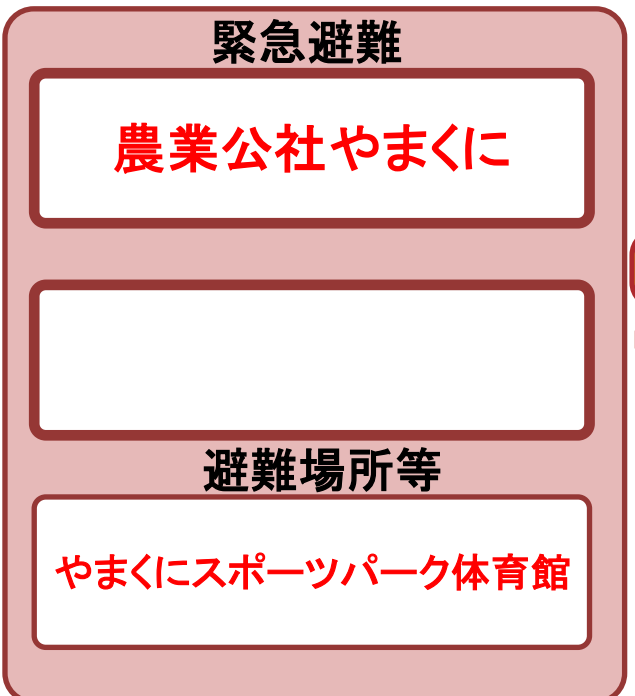 緊急避難
農業公社やまくに
避難場所等
やまくにスポーツパーク体育館